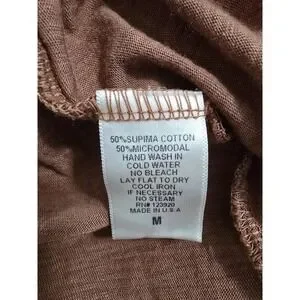 50% SUPIMA COTTON
50% MICROMODAL
HAND WASH IN
COLD WATER
NO BLEACH
LAY FLAT TO DRY
COOL IRON
IF NECESSARY
NO STEAM
RN# 123920
MADE IN U.S.A
M